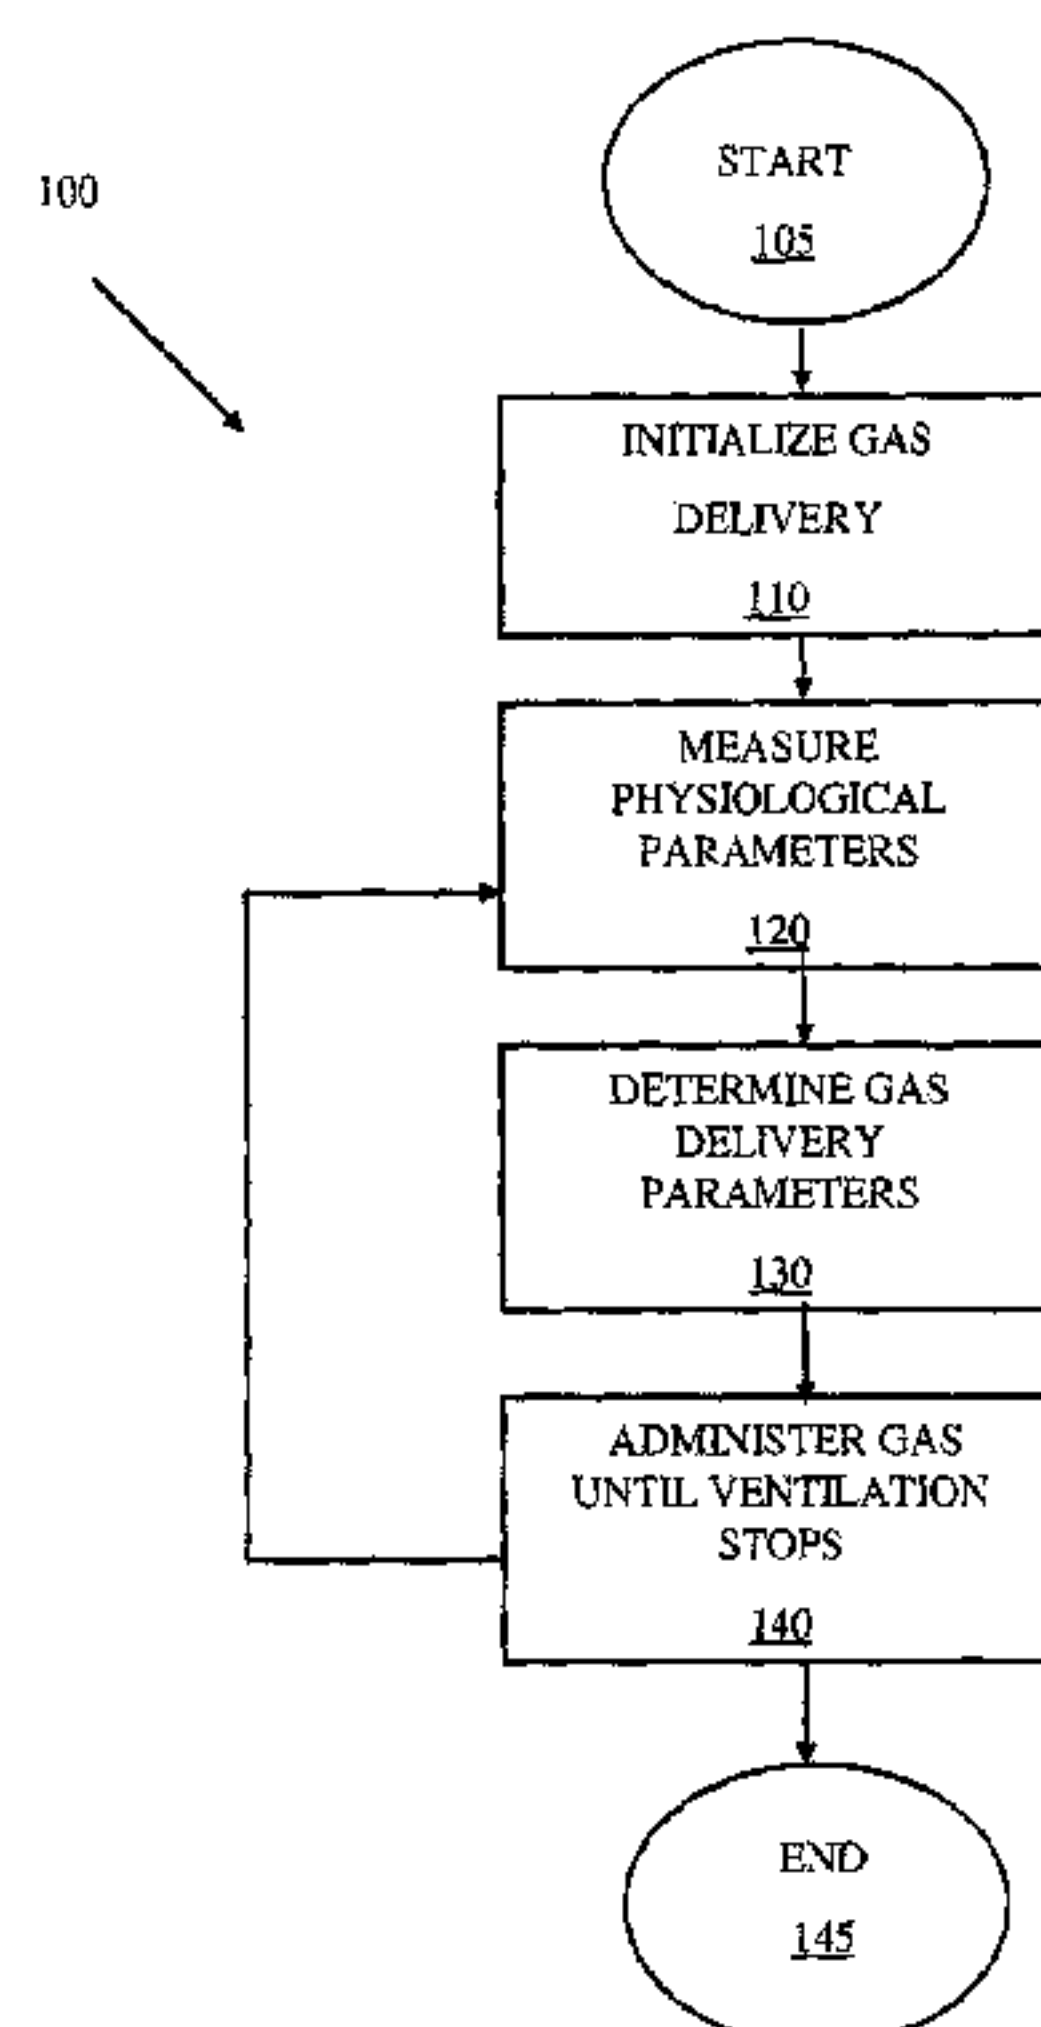 100
START
105
INITIALIZE GAS
DELIVERY
110
MEASURE
PHYSIOLOGICAL
PARAMETERS
120
DETERMINE GAS
DELIVERY
PARAMETERS
130
ADMINISTER GAS
UNTIL VENTILATION
STOPS
140
END
145